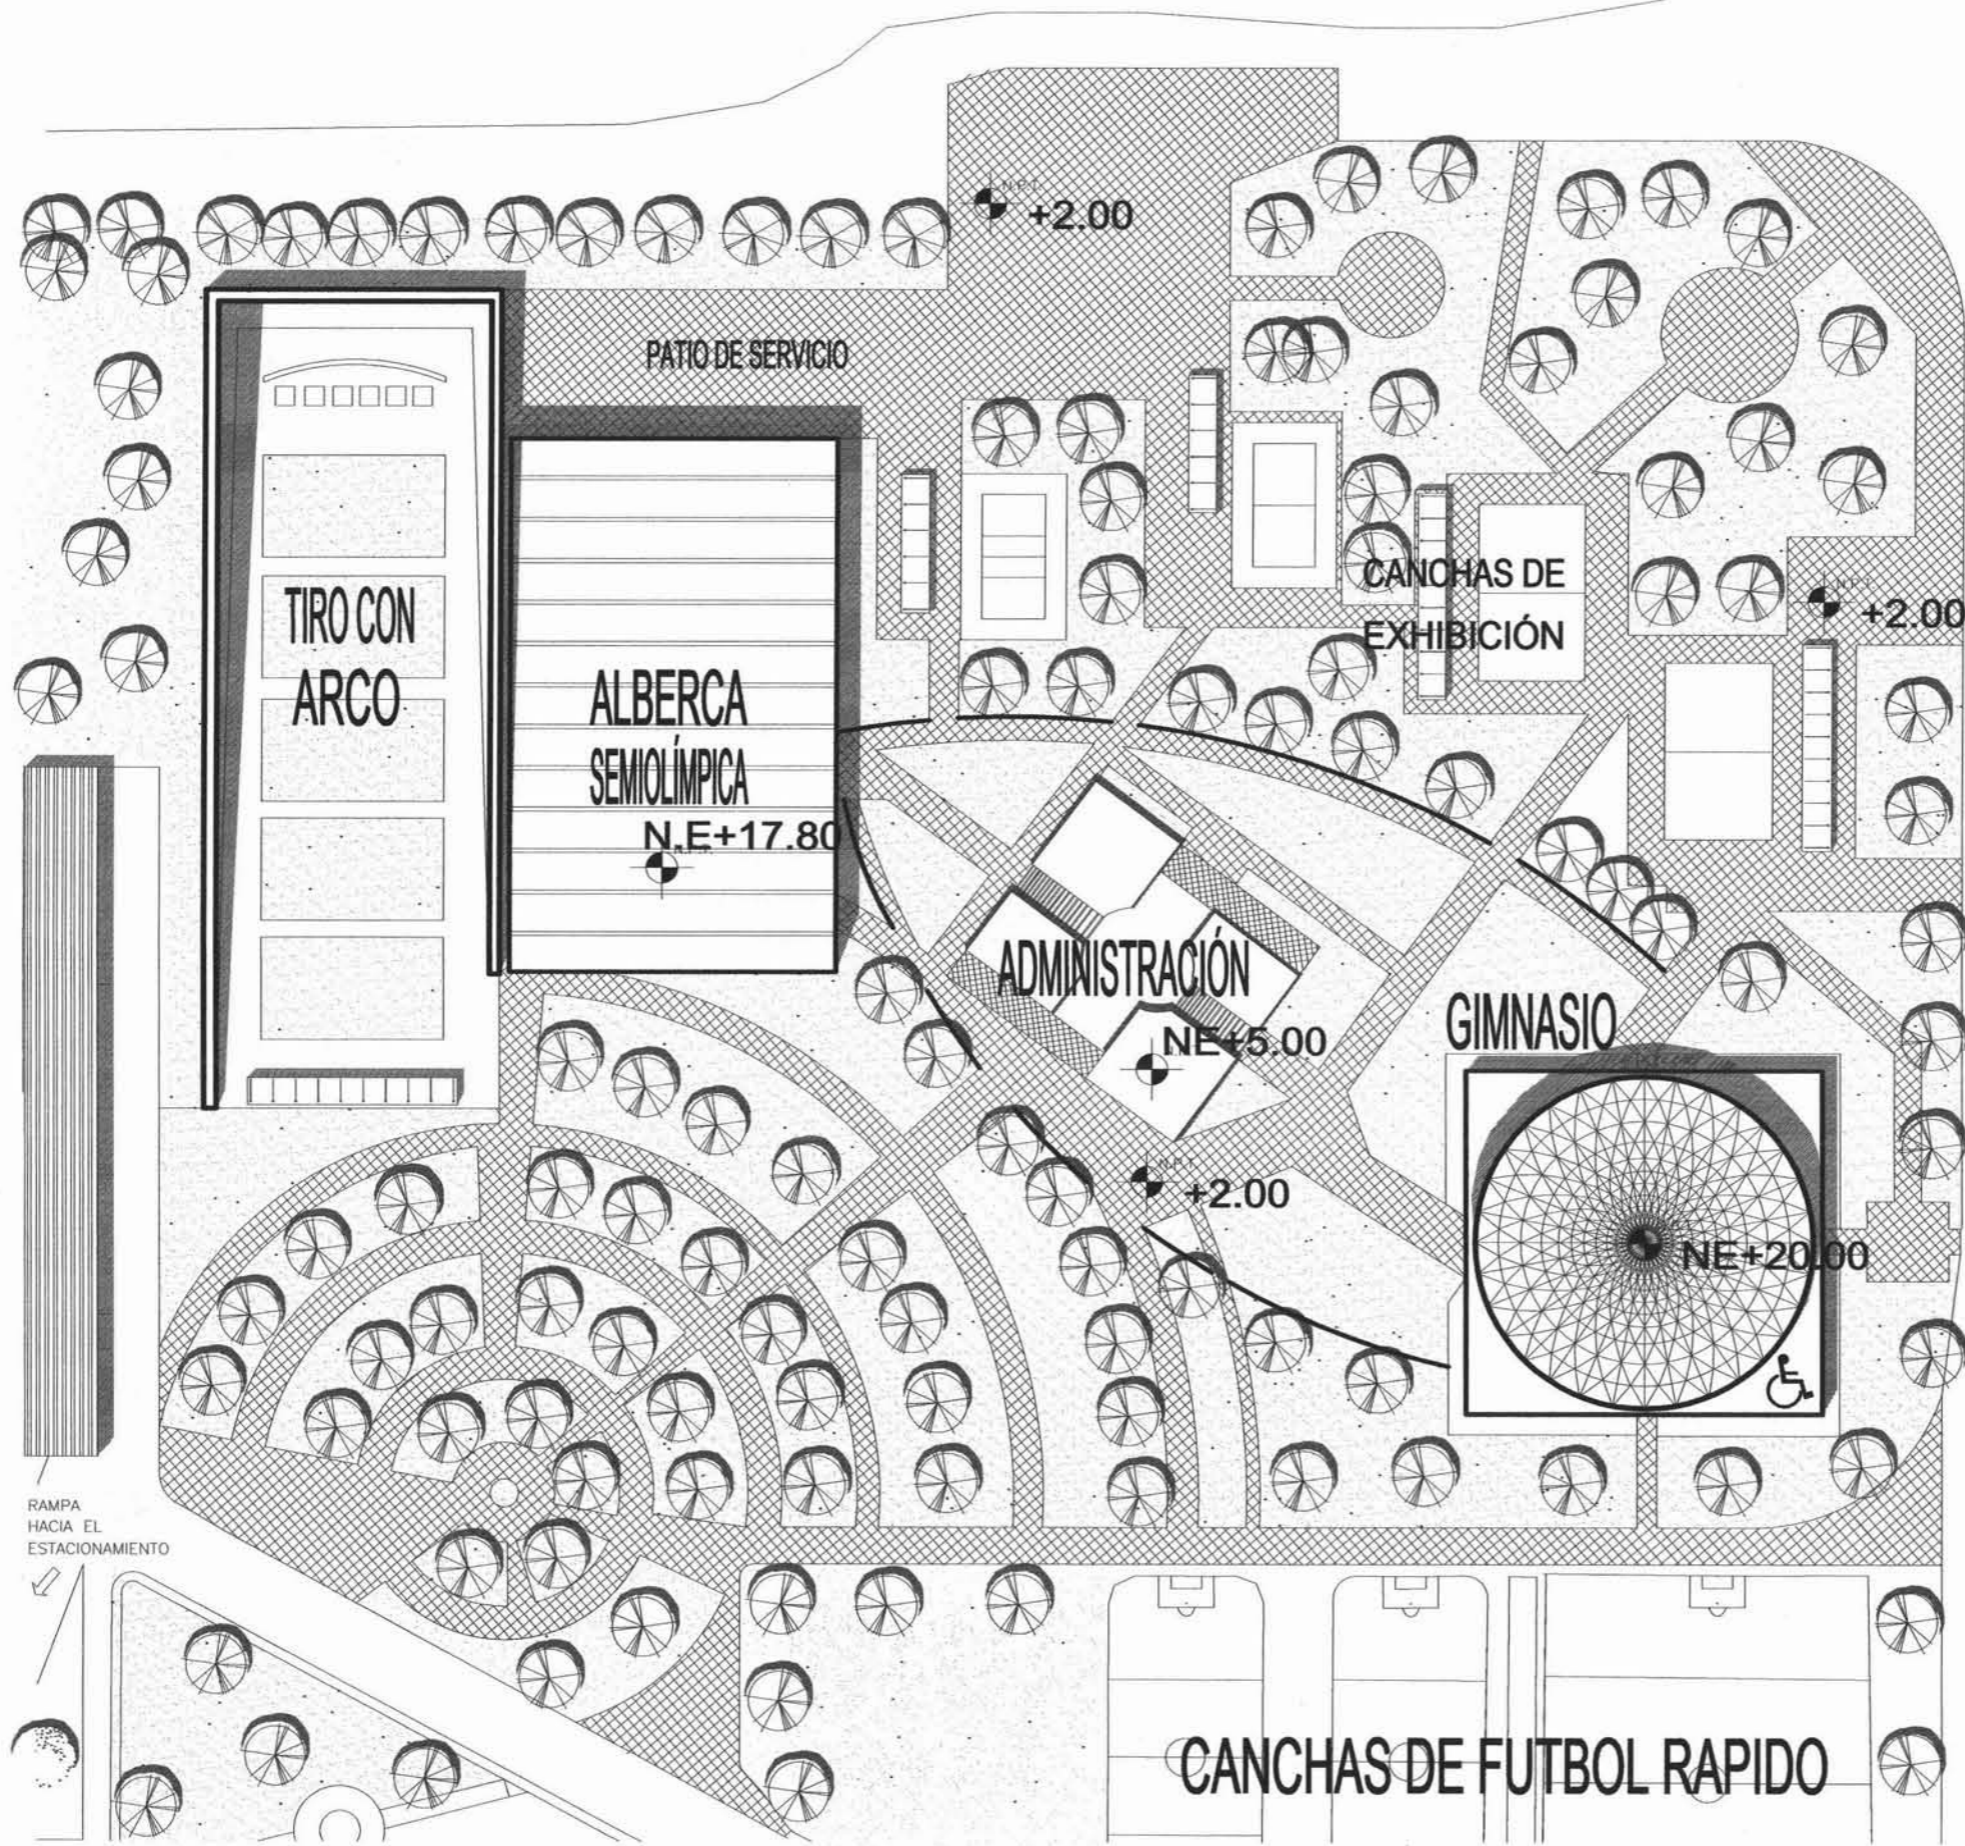 N.P.T.
+2.00
PATIO DE SERVICIO
CANCHAS DE
EXHIBICIÓN
N.P.T.
+2.00
TIRO CON
ARCO
ALBERCA
SEMIOLÍMPICA
N.E+17.80
ADMINISTRACIÓN
NE+5.00
GIMNASIO
N.P.T.
+2.00
NE+20.00
RAMPA
HACIA EL
ESTACIONAMIENTO
CANCHAS DE FUTBOL RAPIDO